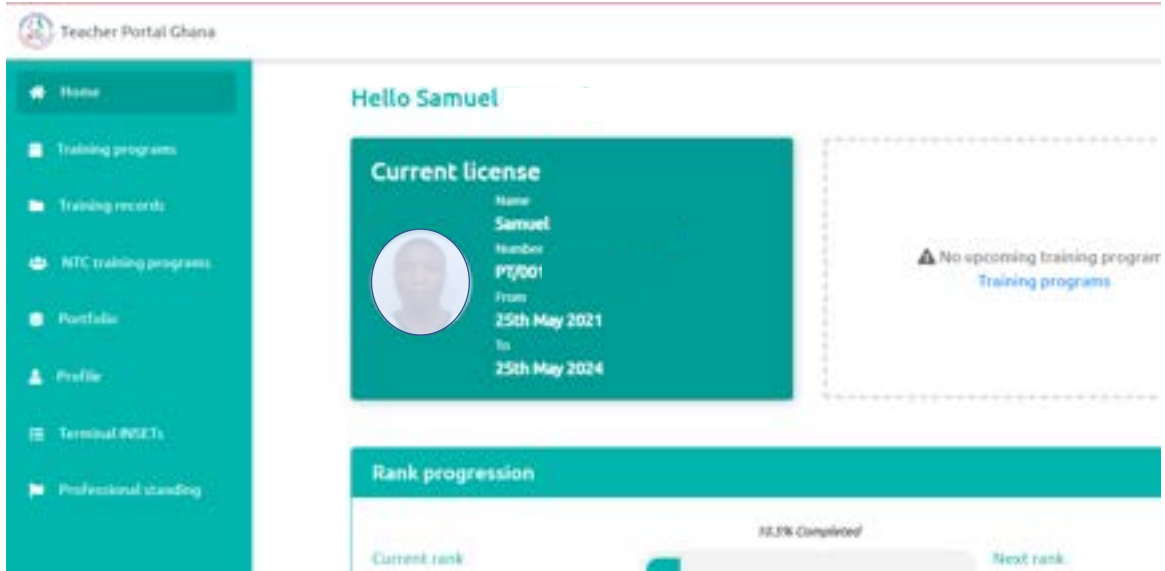 Teacher Portal Ghana
Home
Training programs
Training records
NTC training programs
Portfolio
Profile
Terminal INSETs
Professional standing
Hello Samuel
Current license
Name
Samuel
Number
PT/001
From
25th May 2021
To
25th May 2024
No upcoming training program
Training programs
Rank progression
10.5% Completed
Current rank
Next rank